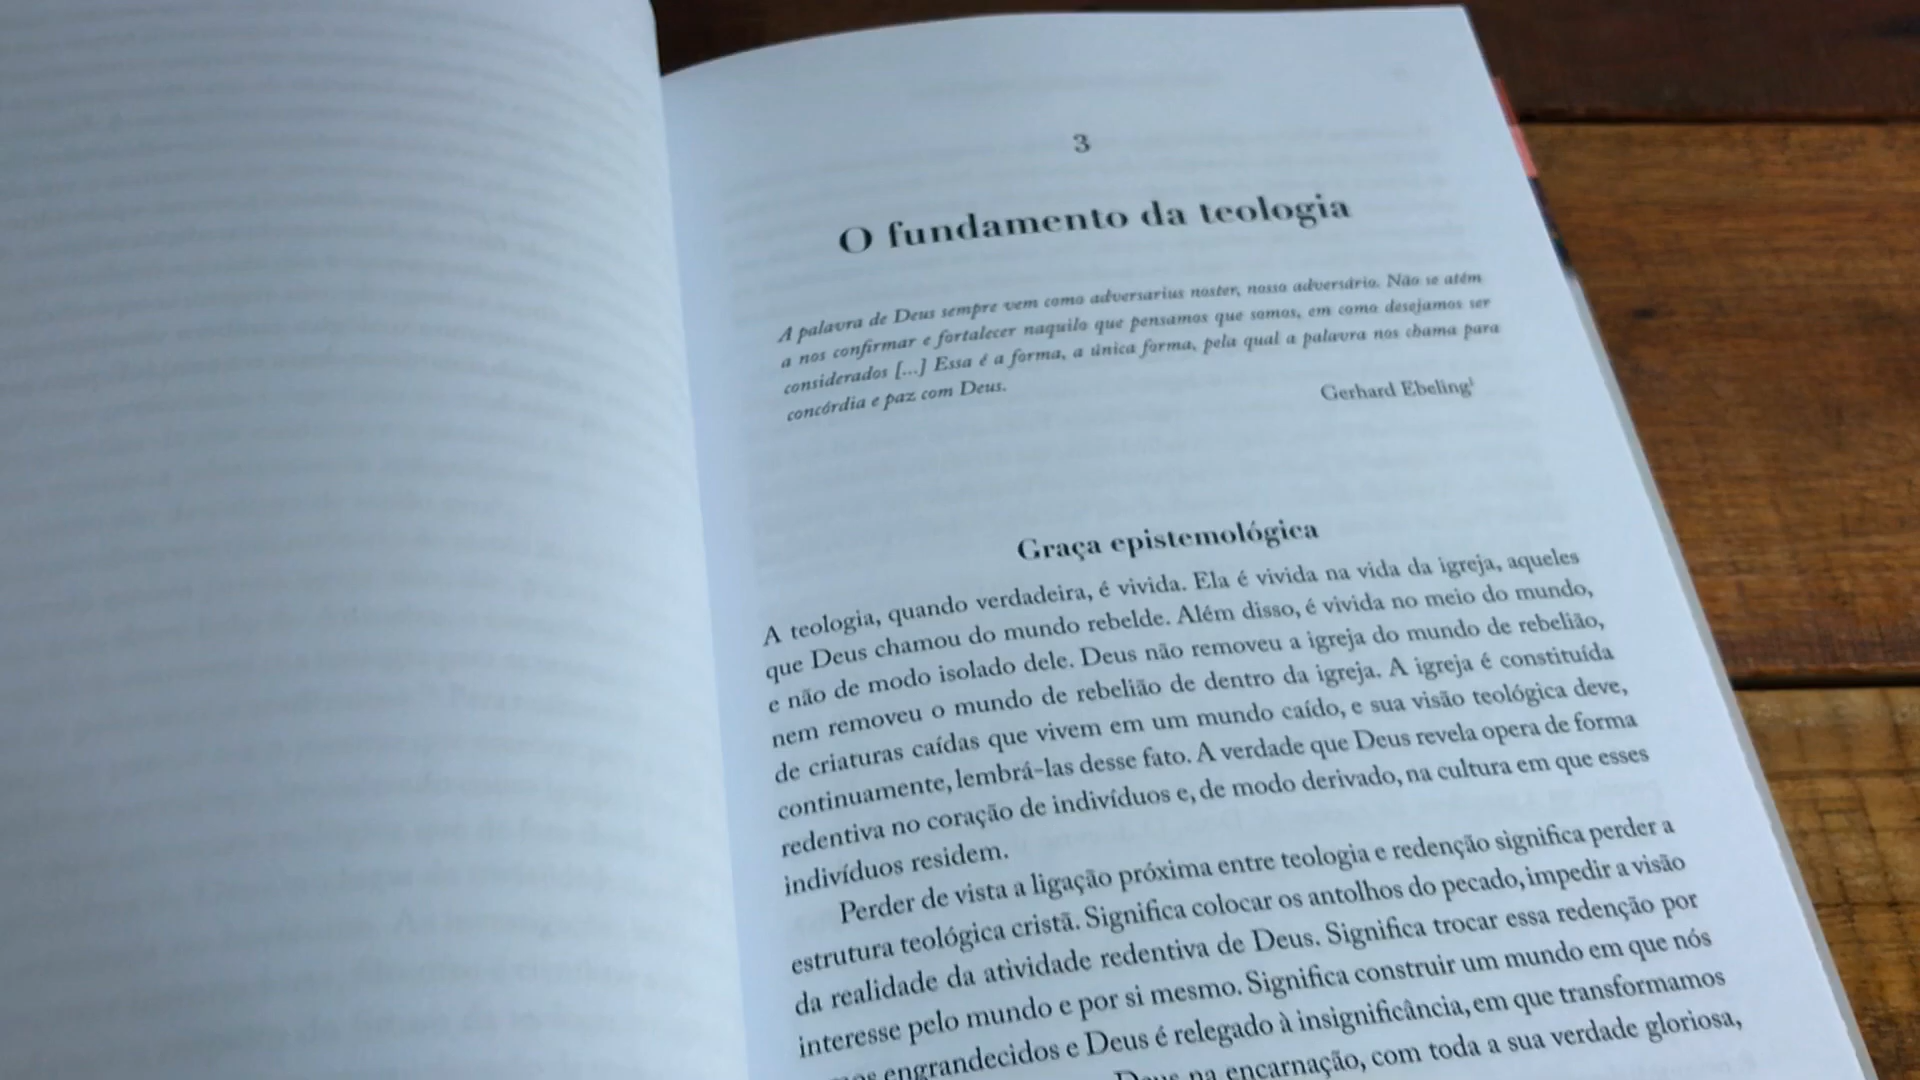 3
O fundamento da teologia
A palavra de Deus sempre vem como adversarius noster, nosso adversário. Não se atém
a nos confirmar e fortalecer naquilo que pensamos que somos, em como desejamos ser
considerados [...] Essa é a forma, a única forma, pela qual a palavra nos chama para
concórdia e paz com Deus.
Gerhard Ebeling¹
Graça epistemológica
A teologia, quando verdadeira, é vivida. Ela é vivida na vida da igreja, aqueles
que Deus chamou do mundo rebelde. Além disso, é vivida no meio do mundo,
e não de modo isolado dele. Deus não removeu a igreja do mundo de rebelião,
nem removeu o mundo de rebelião de dentro da igreja. A igreja é constituída
de criaturas caídas que vivem em um mundo caído, e sua visão teológica deve,
continuamente, lembrá-las desse fato. A verdade que Deus revela opera de forma
redentiva no coração de indivíduos e, de modo derivado, na cultura em que esses
indivíduos residem.
Perder de vista a ligação próxima entre teologia e redenção significa perder a
estrutura teológica cristã. Significa colocar os antolhos do pecado, impedir a visão
da realidade da atividade redentiva de Deus. Significa trocar essa redenção por
interesse pelo mundo e por si mesmo. Significa construir um mundo em que nós
engrandecidos e Deus é relegado à insignificância, em que transformamos
Deus na encarnação, com toda a sua verdade gloriosa,